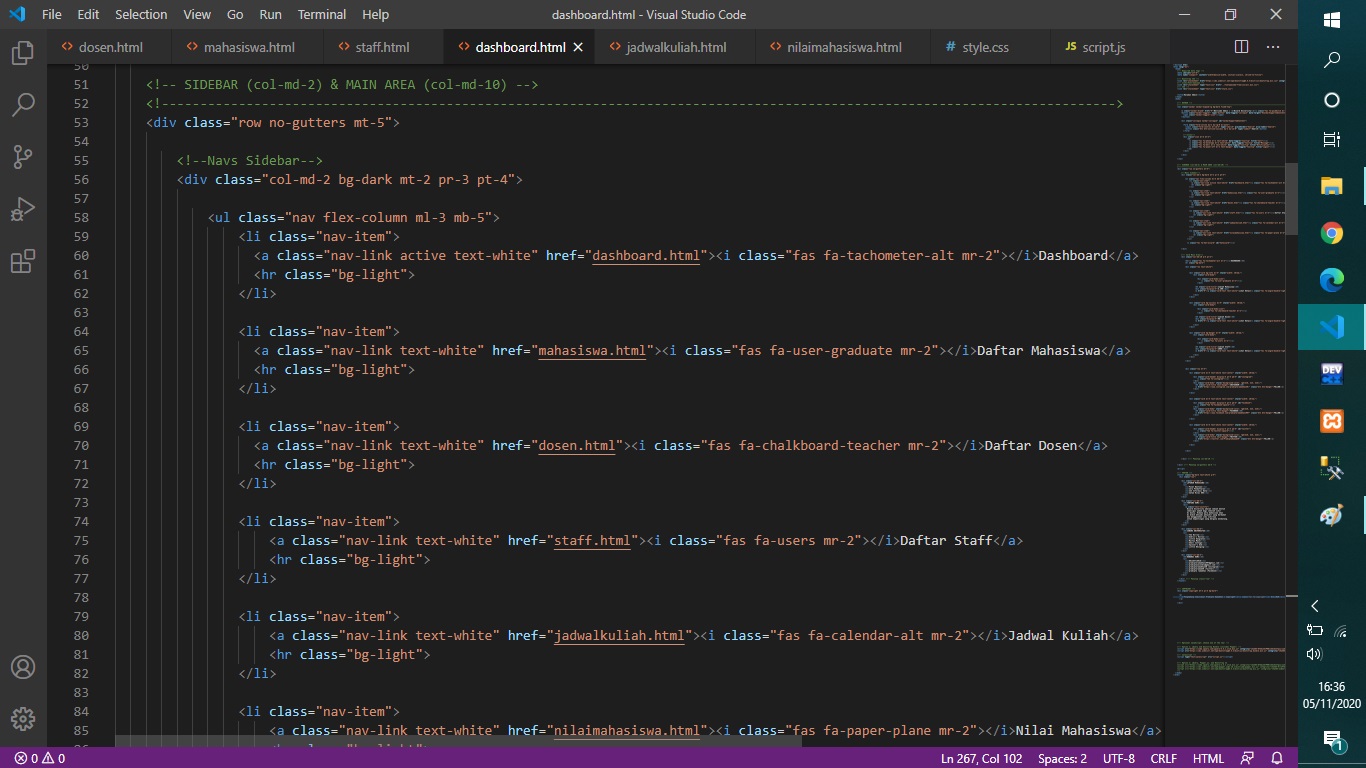 File Edit Selection View Go Run Terminal Help
dashboard.html - Visual Studio Code
dosen.html
mahasiswa.html
staff.html
dashboard.html
jadwalkuliah.html
nilaimahasiswa.html
# style.css
JS script.js
50
51 <!-- SIDEBAR (col-md-2) & MAIN AREA (col-md-10) -->
52 <!---------------------------------------------------------------------------------------------------------------------------->
53 <div class="row no-gutters mt-5">
54
55 <!--Navs Sidebar-->
56 <div class="col-md-2 bg-dark mt-2 pr-3 pt-4">
57
58 <ul class="nav flex-column ml-3 mb-5">
59 <li class="nav-item">
60 <a class="nav-link active text-white" href="dashboard.html"><i class="fas fa-tachometer-alt mr-2"></i>Dashboard</a>
61 <hr class="bg-light">
62 </li>
63
64 <li class="nav-item">
65 <a class="nav-link text-white" href="mahasiswa.html"><i class="fas fa-user-graduate mr-2"></i>Daftar Mahasiswa</a>
66 <hr class="bg-light">
67 </li>
68
69 <li class="nav-item">
70 <a class="nav-link text-white" href="dosen.html"><i class="fas fa-chalkboard-teacher mr-2"></i>Daftar Dosen</a>
71 <hr class="bg-light">
72 </li>
73
74 <li class="nav-item">
75 <a class="nav-link text-white" href="staff.html"><i class="fas fa-users mr-2"></i>Daftar Staff</a>
76 <hr class="bg-light">
77 </li>
78
79 <li class="nav-item">
80 <a class="nav-link text-white" href="jadwalkuliah.html"><i class="fas fa-calendar-alt mr-2"></i>Jadwal Kuliah</a>
81 <hr class="bg-light">
82 </li>
83
84 <li class="nav-item">
85 <a class="nav-link text-white" href="nilaimahasiswa.html"><i class="fas fa-paper-plane mr-2"></i>Nilai Mahasiswa</a>
DEV C++
16:36
05/11/2020
1
0 0
Ln 267, Col 102 Spaces: 2 UTF-8 CRLF HTML